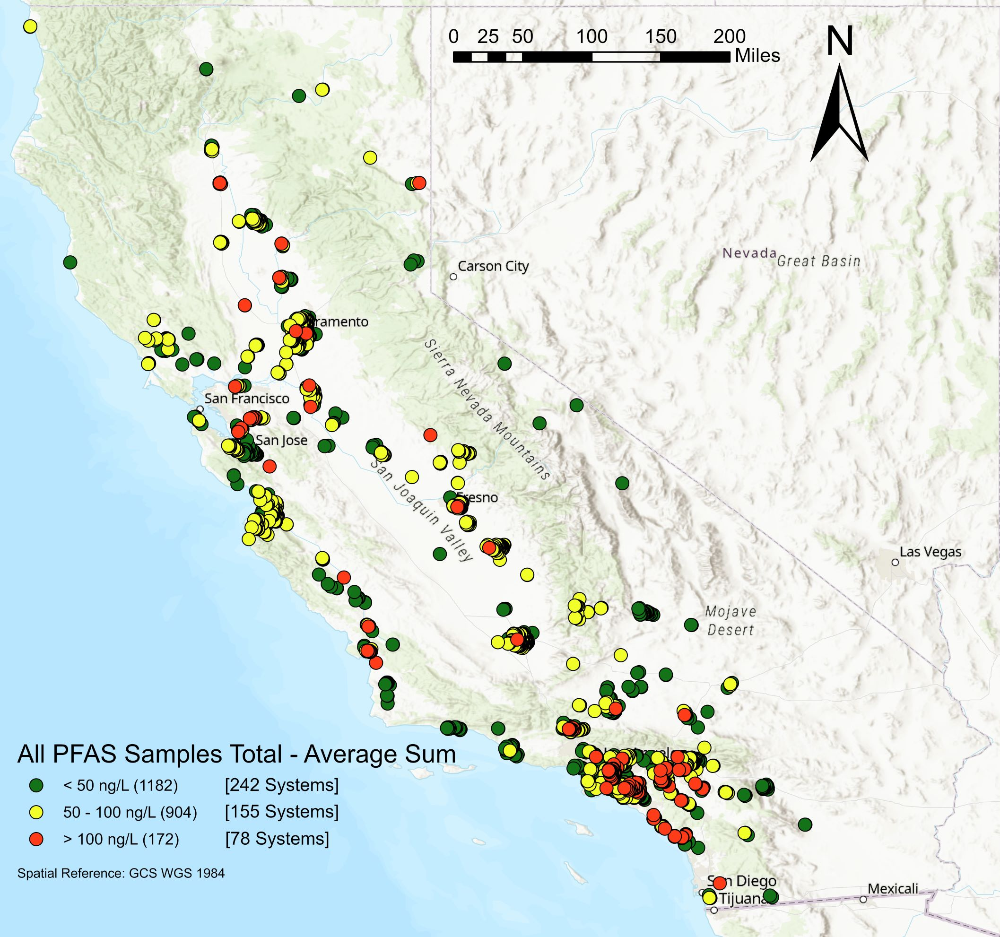 0 25 50 100 150 200
Miles
N
Nevada
Great Basin
Carson City
ramento
Sierra Nevada Mountains
San Francisco
San Jose
San Joaquin Valley
Fresno
Las Vegas
Mojave
Desert
All PFAS Samples Total - Average Sum
< 50 ng/L (1182) [242 Systems]
50 - 100 ng/L (904) [155 Systems]
> 100 ng/L (172) [78 Systems]
Spatial Reference: GCS WGS 1984
San Diego
Tijuana
Mexicali